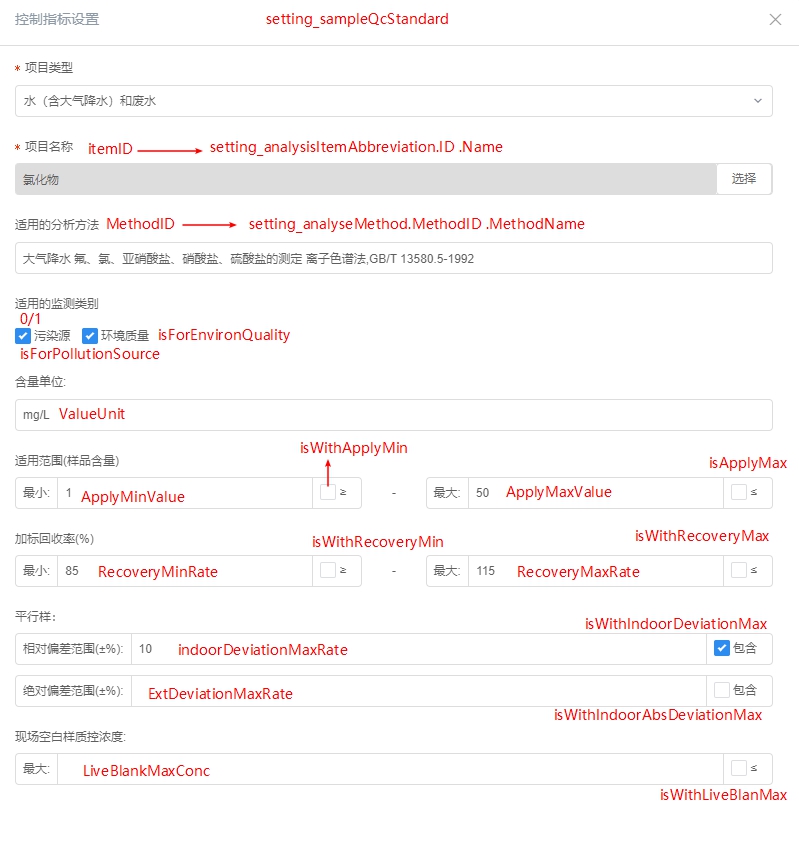 控制指标设置 setting_sampleQcStandard
* 项目类型
水（含大气降水）和废水
* 项目名称 itemID setting_analysisItemAbbreviation.ID .Name
氯化物 选择
适用的分析方法 MethodID setting_analyseMethod.MethodID .MethodName
大气降水 氟、氯、亚硝酸盐、硝酸盐、硫酸盐的测定 离子色谱法,GB/T 13580.5-1992
适用的监测类别
0/1
污染源 环境质量 isForEnvironQuality
isForPollutionSource
含量单位:
mg/L ValueUnit
isWithApplyMin
适用范围(样品含量) isApplyMax
最小: 1 ApplyMinValue ≥ - 最大: 50 ApplyMaxValue ≤
加标回收率(%) isWithRecoveryMin isWithRecoveryMax
最小: 85 RecoveryMinRate ≥ - 最大: 115 RecoveryMaxRate ≤
平行样:
isWithIndoorDeviationMax
相对偏差范围(±%): 10 indoorDeviationMaxRate 包含
绝对偏差范围(±%): ExtDeviationMaxRate 包含
isWithIndoorAbsDeviationMax
现场空白样质控浓度:
最大: LiveBlankMaxConc ≤
isWithLiveBlanMax